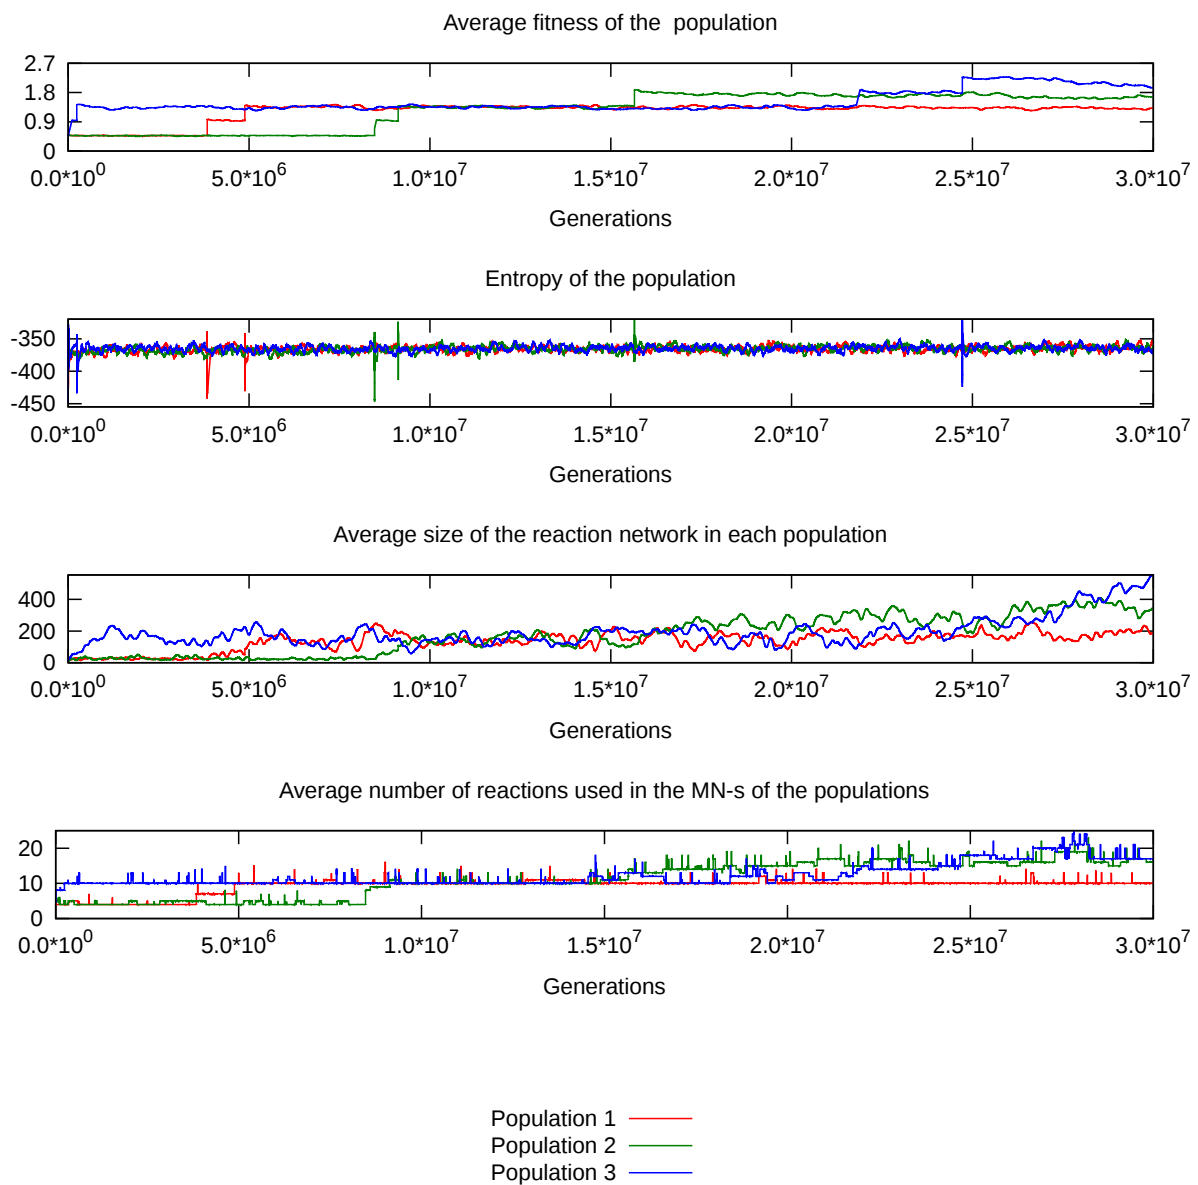 Average fitness of the  population
2.7
1.8
0.9
0
0.0*10^0 5.0*10^6 1.0*10^7 1.5*10^7 2.0*10^7 2.5*10^7 3.0*10^7
Generations
Entropy of the population
-350
-400
-450
0.0*10^0 5.0*10^6 1.0*10^7 1.5*10^7 2.0*10^7 2.5*10^7 3.0*10^7
Generations
Average size of the reaction network in each population
400
200
0
0.0*10^0 5.0*10^6 1.0*10^7 1.5*10^7 2.0*10^7 2.5*10^7 3.0*10^7
Generations
Average number of reactions used in the MN-s of the populations
20
10
0
0.0*10^0 5.0*10^6 1.0*10^7 1.5*10^7 2.0*10^7 2.5*10^7 3.0*10^7
Generations
Population 1
Population 2
Population 3